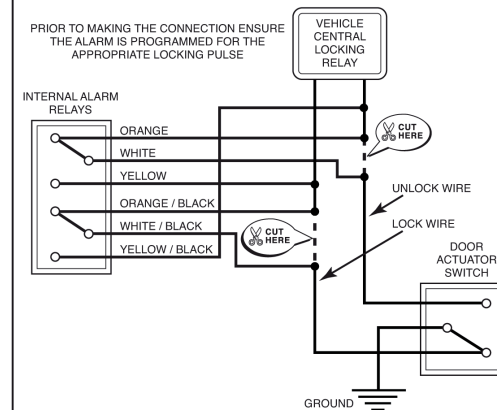 PRIOR TO MAKING THE CONNECTION ENSURE
THE ALARM IS PROGRAMMED FOR THE
APPROPRIATE LOCKING PULSE
VEHICLE
CENTRAL
LOCKING
RELAY
INTERNAL ALARM
RELAYS
ORANGE
WHITE
YELLOW
ORANGE / BLACK
WHITE / BLACK
YELLOW / BLACK
CUT
HERE
CUT
HERE
UNLOCK WIRE
LOCK WIRE
DOOR
ACTUATOR
SWITCH
GROUND